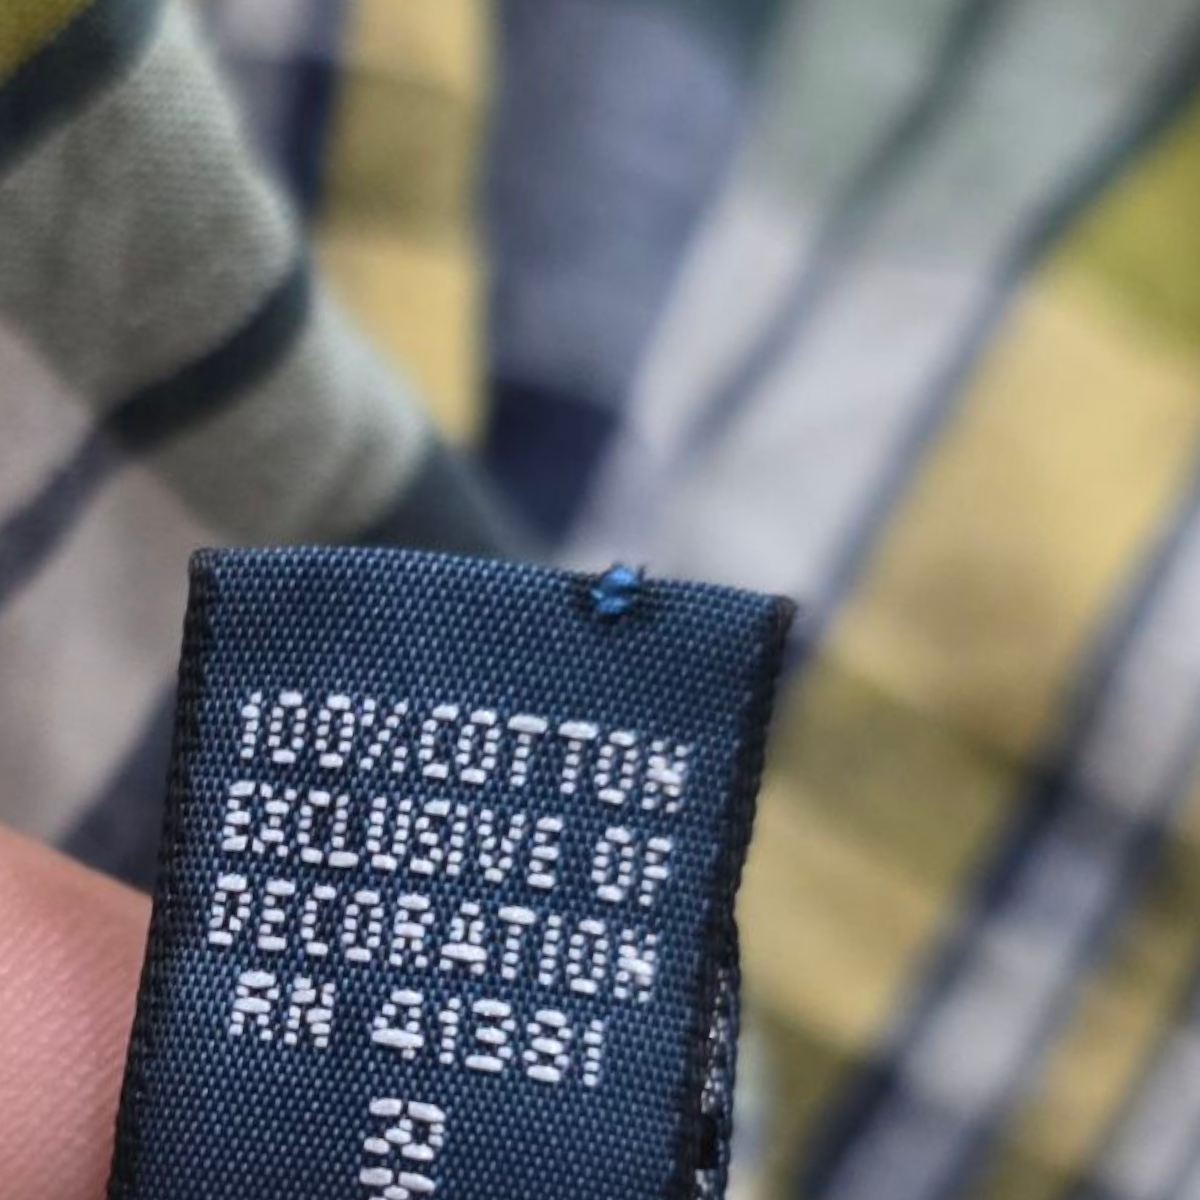 100% COTTON
EXCLUSIVE OF
DECORATION
RN 41381